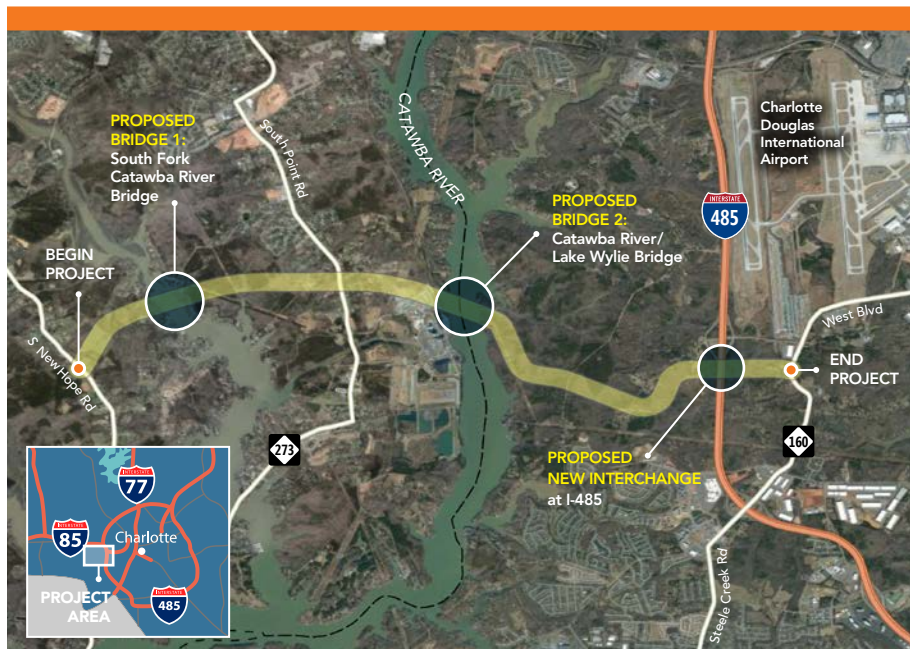 PROPOSED
BRIDGE 1:
South Fork
Catawba River
Bridge
South Point Rd
CATAWBA RIVER
Charlotte
Douglas
International
Airport
INTERSTATE
485
PROPOSED
BRIDGE 2:
Catawba River/
Lake Wylie Bridge
BEGIN
PROJECT
S New Hope Rd
West Blvd
END
PROJECT
273
160
PROPOSED
NEW INTERCHANGE
at I-485
Steele Creek Rd
INTERSTATE
77
INTERSTATE
85
Charlotte
PROJECT
AREA
INTERSTATE
485